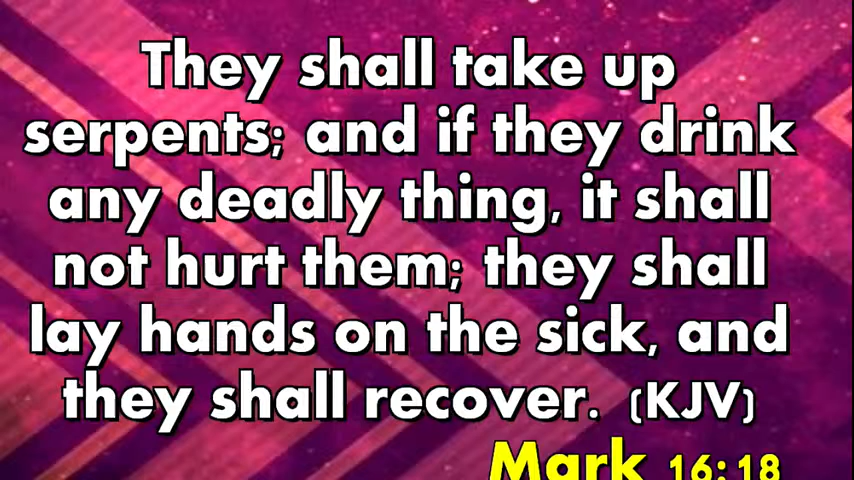 They shall take up
serpents; and if they drink
any deadly thing, it shall
not hurt them; they shall
lay hands on the sick, and
they shall recover. (KJV)
Mark 16:18